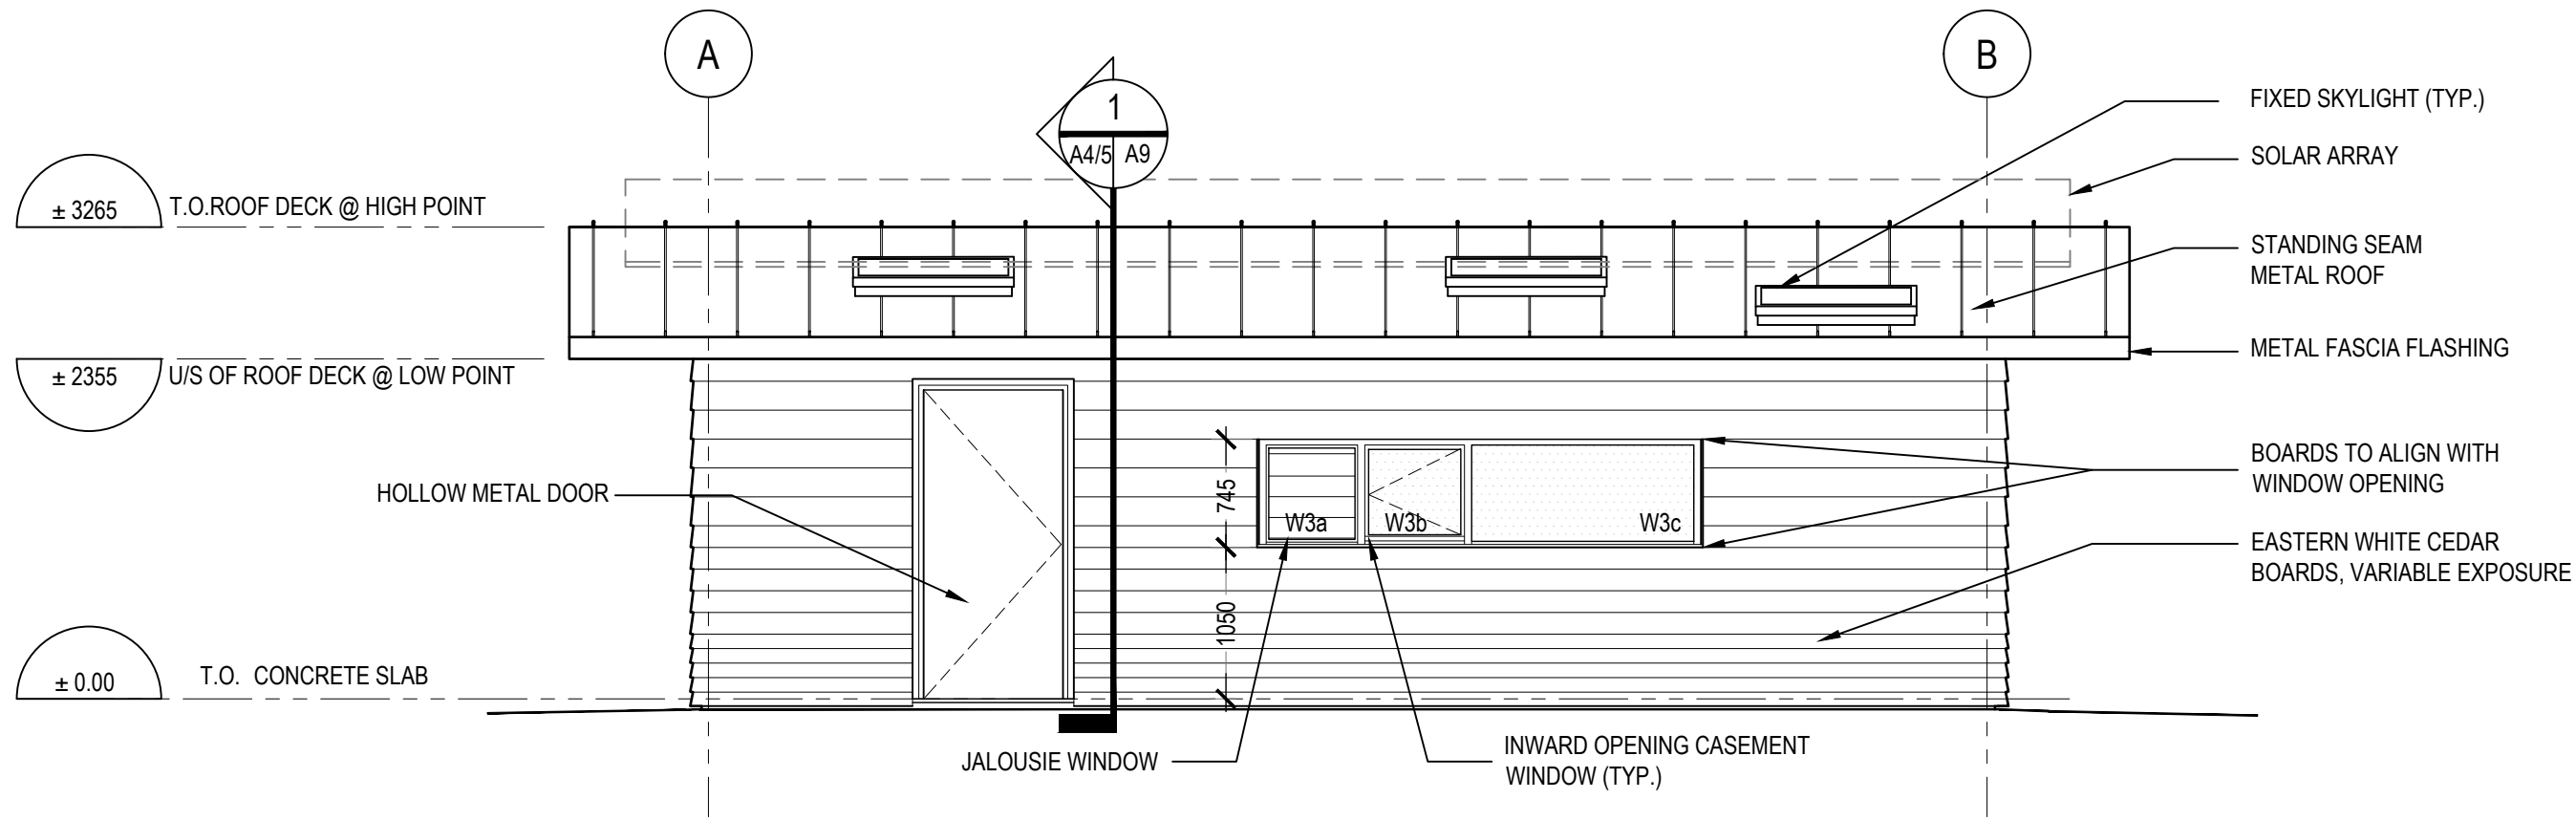 A
B
1
A4/5 A9
FIXED SKYLIGHT (TYP.)
SOLAR ARRAY
± 3265 T.O.ROOF DECK @ HIGH POINT
STANDING SEAM
METAL ROOF
METAL FASCIA FLASHING
± 2355 U/S OF ROOF DECK @ LOW POINT
BOARDS TO ALIGN WITH
WINDOW OPENING
HOLLOW METAL DOOR
745
W3a
W3b
W3c
EASTERN WHITE CEDAR
BOARDS, VARIABLE EXPOSURE
1050
± 0.00 T.O. CONCRETE SLAB
JALOUSIE WINDOW
INWARD OPENING CASEMENT
WINDOW (TYP.)